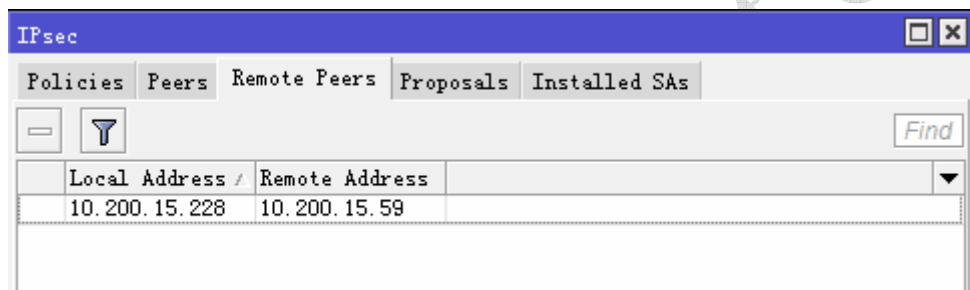 IPsec
Policies Peers Remote Peers Proposals Installed SAs
Find
Local Address Remote Address
10.200.15.228 10.200.15.59